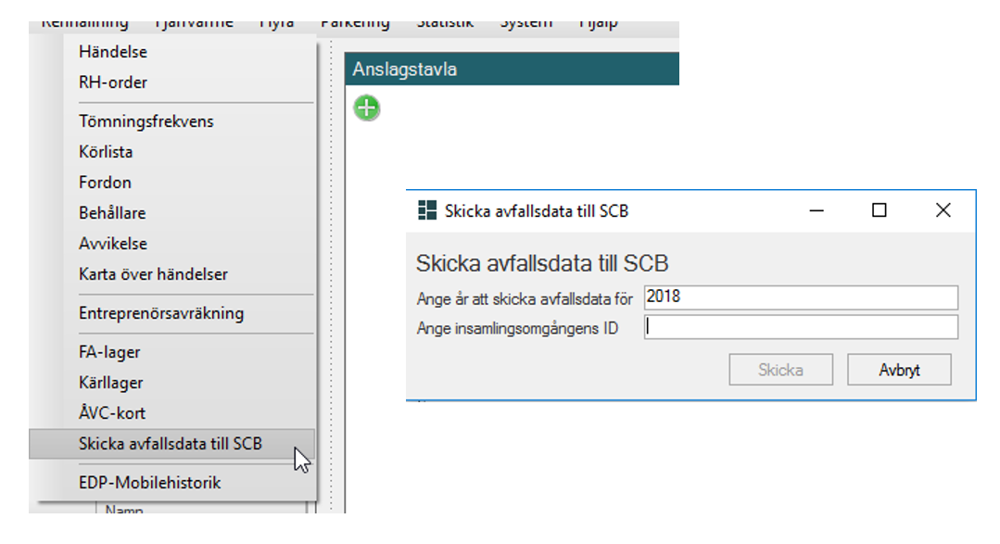 Renhållning Fjärrvärme Hyra Parkering Statistik System Hjälp
Händelse
RH-order
Tömningsfrekvens
Körlista
Fordon
Behållare
Avvikelse
Karta över händelser
Entreprenörsavräkning
FA-lager
Kärllager
ÅVC-kort
Skicka avfallsdata till SCB
EDP-Mobilehistorik
Namn
Anslagstavla
Skicka avfallsdata till SCB
Skicka avfallsdata till SCB
Ange år att skicka avfallsdata för 2018
Ange insamlingsomgångens ID
Skicka Avbryt